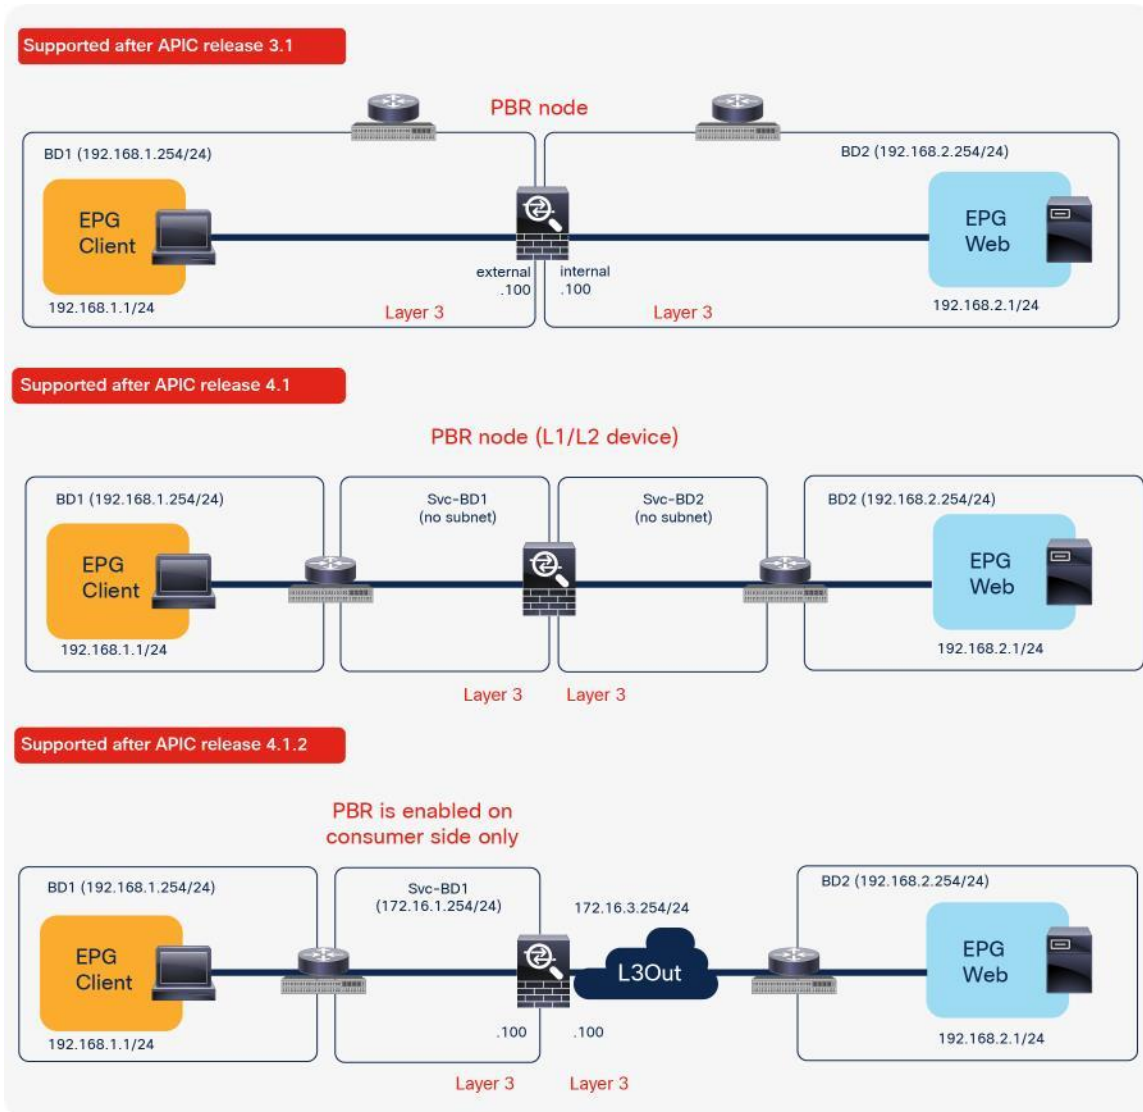 Supported after APIC release 3.1
PBR node
BD1 (192.168.1.254/24)
BD2 (192.168.2.254/24)
EPG
Client
EPG
Web
external
.100
internal
.100
192.168.1.1/24
192.168.2.1/24
Layer 3
Layer 3
Supported after APIC release 4.1
PBR node (L1/L2 device)
BD1 (192.168.1.254/24)
Svc-BD1
(no subnet)
Svc-BD2
(no subnet)
BD2 (192.168.2.254/24)
EPG
Client
EPG
Web
192.168.1.1/24
192.168.2.1/24
Layer 3
Layer 3
Supported after APIC release 4.1.2
PBR is enabled on
consumer side only
BD1 (192.168.1.254/24)
Svc-BD1
(172.16.1.254/24)
172.16.3.254/24
BD2 (192.168.2.254/24)
EPG
Client
L3Out
EPG
Web
.100
.100
192.168.1.1/24
192.168.2.1/24
Layer 3
Layer 3